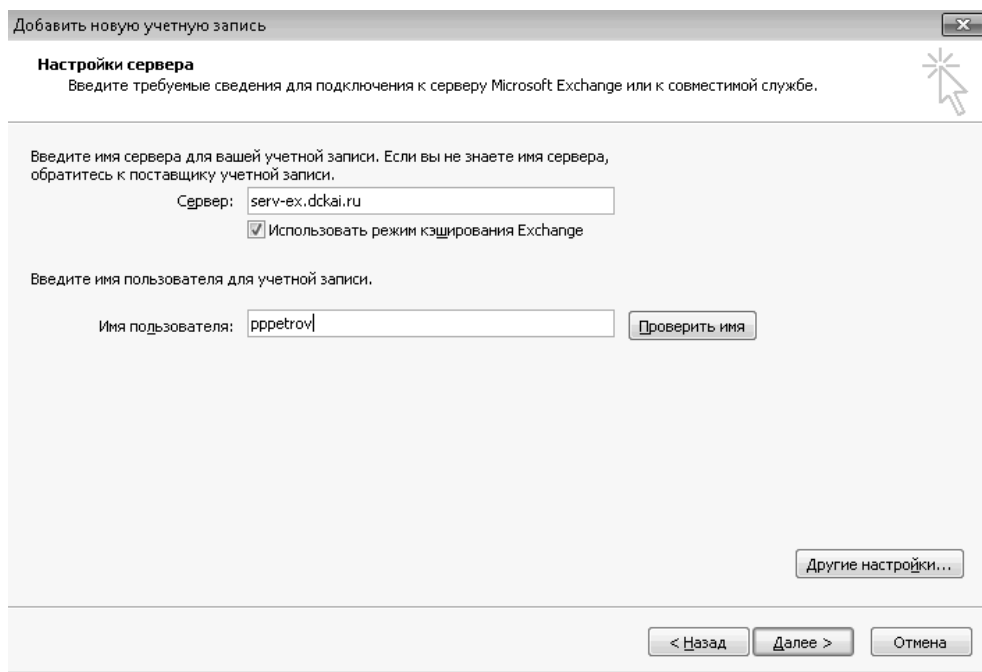 Добавить новую учетную запись
Настройки сервера
Введите требуемые сведения для подключения к серверу Microsoft Exchange или к совместимой службе.
Введите имя сервера для вашей учетной записи. Если вы не знаете имя сервера,
обратитесь к поставщику учетной записи.
Сервер: serv-ex.dckai.ru
Использовать режим кэширования Exchange
Введите имя пользователя для учетной записи.
Имя пользователя: pppetrov Проверить имя
Другие настройки...
< Назад Далее > Отмена